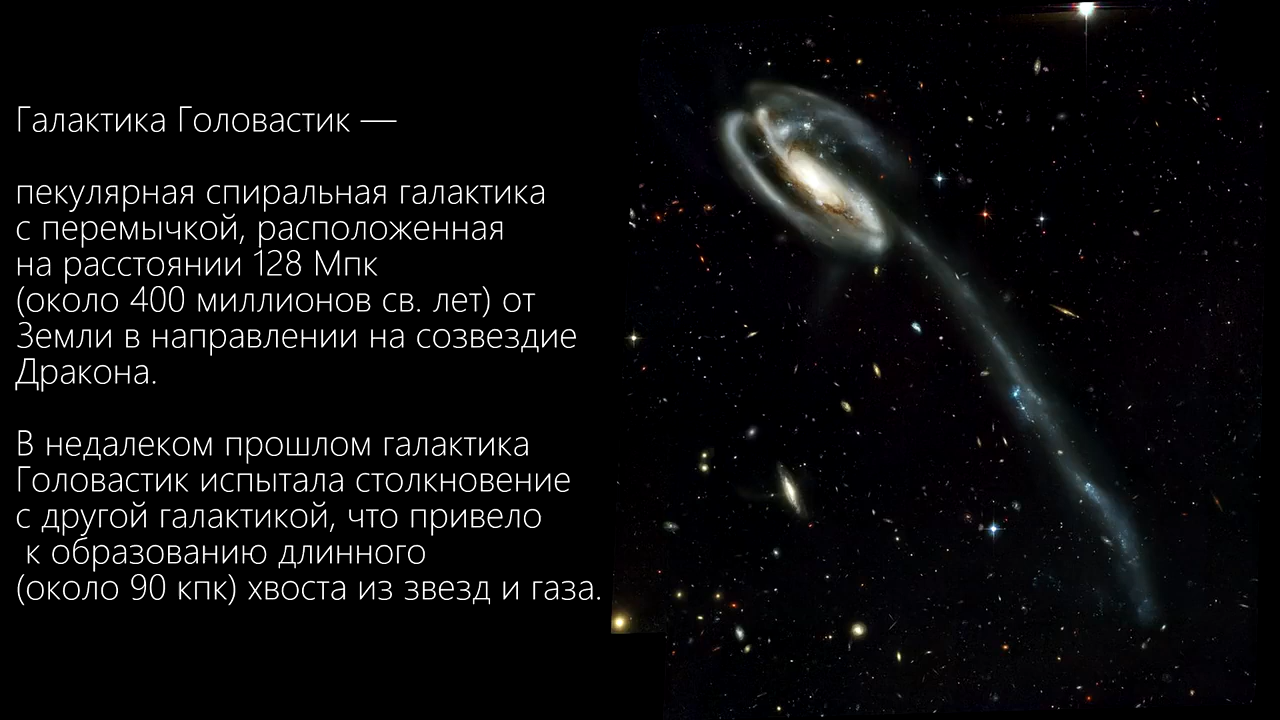 Галактика Головастик —
пекулярная спиральная галактика
с перемычкой, расположенная
на расстоянии 128 Мпк
(около 400 миллионов св. лет) от
Земли в направлении на созвездие
Дракона.
В недалеком прошлом галактика
Головастик испытала столкновение
с другой галактикой, что привело
к образованию длинного
(около 90 кпк) хвоста из звезд и газа.